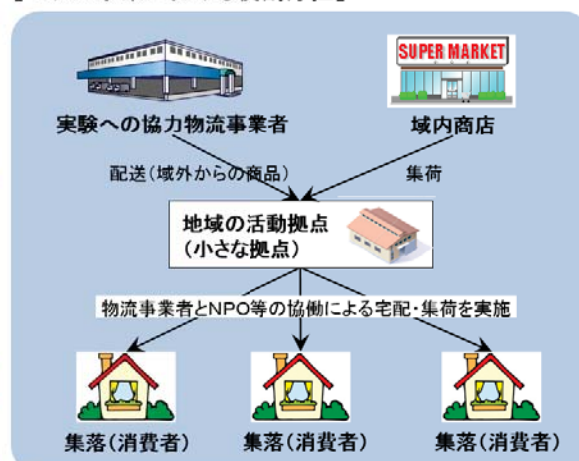 SUPER MARKET
実験への協力物流事業者
域内商店
配送(域外からの商品)
集荷
地域の活動拠点
(小さな拠点)
物流事業者とNPO等の協働による宅配・集荷を実施
集落(消費者)
集落(消費者)
集落(消費者)